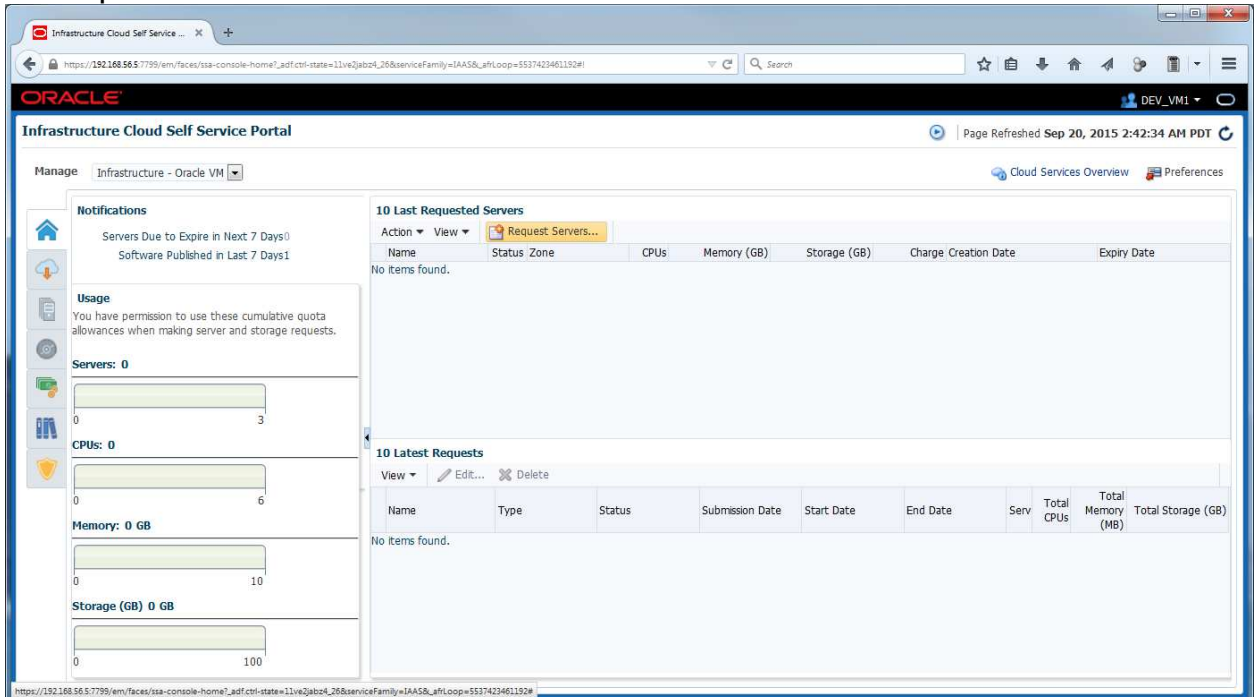 Infrastructure Cloud Self Service ...
https://192.168.56.5:7799/em/faces/ssa-console-home?_adf.ctrl-state=11ve2jabz4_26&serviceFamily=IAAS&_afrLoop=5537423461192#!
Search
ORACLE
DEV_VM1
Infrastructure Cloud Self Service Portal
Page Refreshed Sep 20, 2015 2:42:34 AM PDT
Manage Infrastructure - Oracle VM
Cloud Services Overview Preferences
Notifications
Servers Due to Expire in Next 7 Days0
Software Published in Last 7 Days1
Usage
You have permission to use these cumulative quota
allowances when making server and storage requests.
Servers: 0
0 3
CPUs: 0
0 6
Memory: 0 GB
0 10
Storage (GB) 0 GB
0 100
10 Last Requested Servers
Action View Request Servers...
Name Status Zone CPUs Memory (GB) Storage (GB) Charge Creation Date Expiry Date
No items found.
10 Latest Requests
View Edit... Delete
Name Type Status Submission Date Start Date End Date Serv Total CPUs Total Memory (MB) Total Storage (GB)
No items found.
https://192.168.56.5:7799/em/faces/ssa-console-home?_adf.ctrl-state=11ve2jabz4_26&serviceFamily=IAAS&_afrLoop=5537423461192#